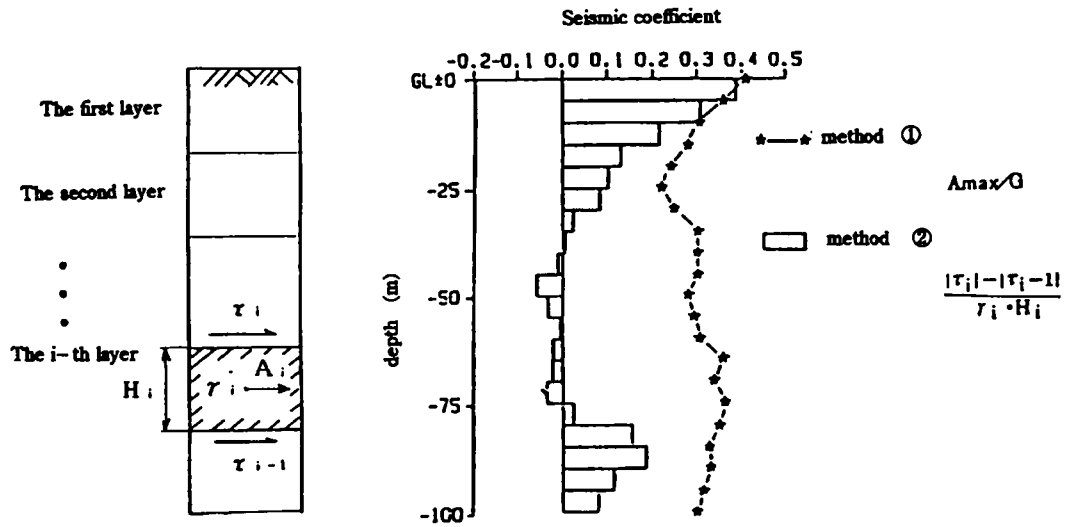 Seismic coefficient
-0.2-0.1 0.0 0.1 0.2 0.3 0.4 0.5
GL±0
-25
-50
-75
-100
depth (m)
The first layer
The second layer
The i-th layer
τ i
H i
γ i
A i
τ i-1
★—★ method ①
Amax/G
method ②
|τi|-|τi-1|
γi・Hi